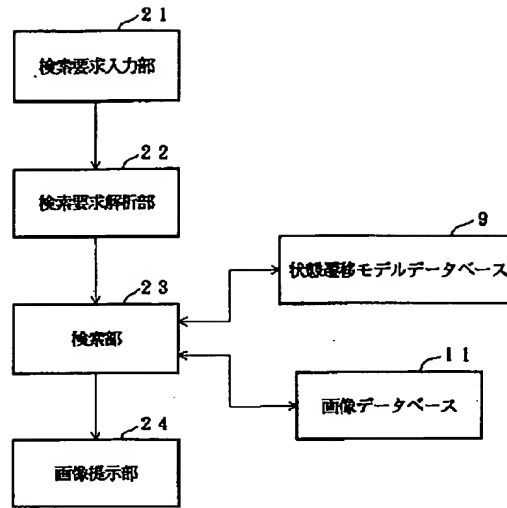 21
検索要求入力部
22
検索要求解析部
9
状態遷移モデルデータベース
23
検索部
11
画像データベース
24
画像提示部